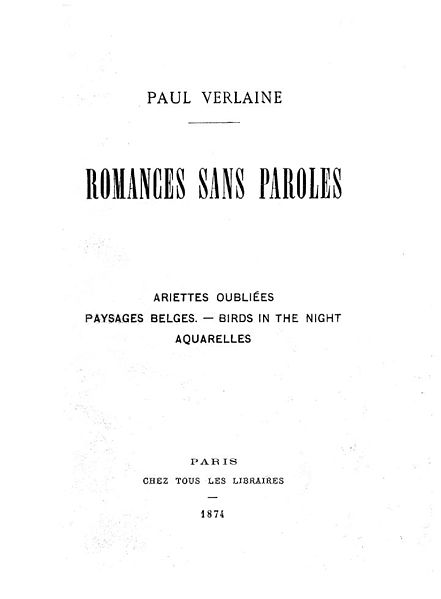 PAUL VERLAINE
ROMANCES SANS PAROLES
ARIETTES OUBLIÉES
PAYSAGES BELGES. — BIRDS IN THE NIGHT
AQUARELLES
PARIS
CHEZ TOUS LES LIBRAIRES
—
1874